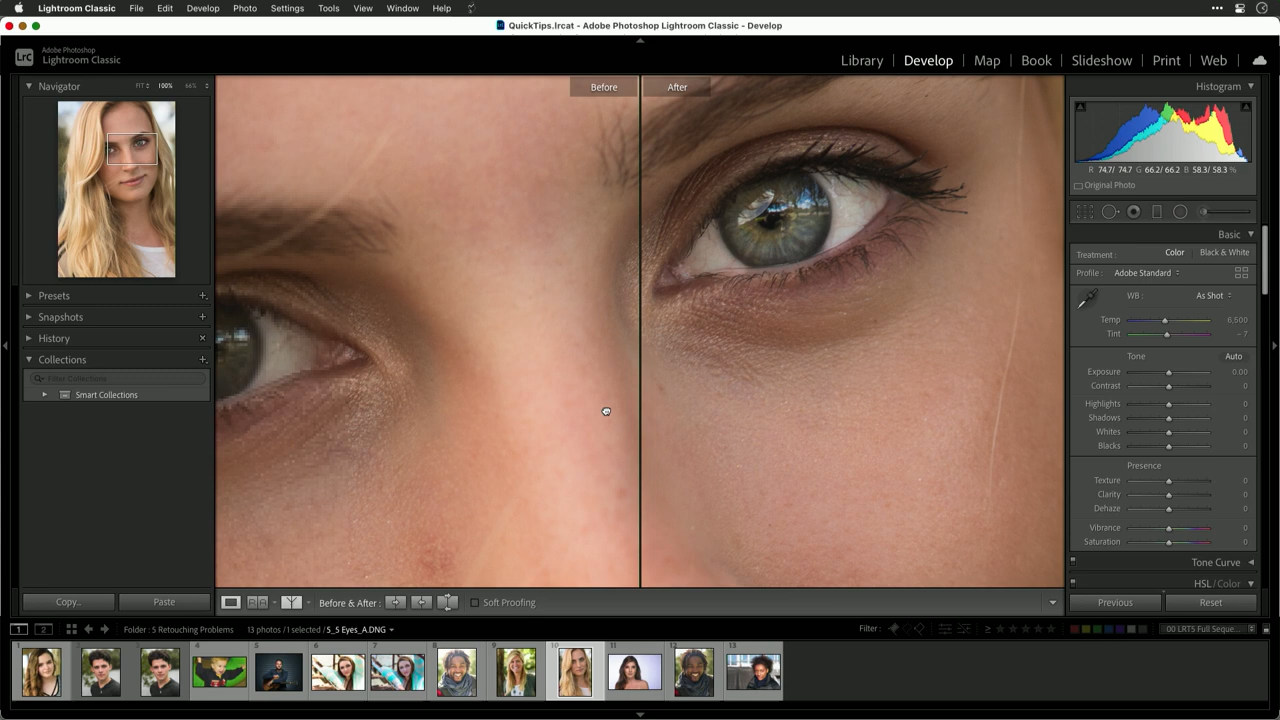 Lightroom Classic File Edit Develop Photo Settings Tools View Window Help
QuickTips.lrcat - Adobe Photoshop Lightroom Classic - Develop
Lrc Adobe Photoshop
Lightroom Classic
Library | Develop | Map | Book | Slideshow | Print | Web
Navigator FIT 100% 66%
Before After
Histogram
R 74.7/ 74.7 G 66.2/ 66.2 B 58.3/ 58.3 %
Original Photo
Basic
Treatment : Color Black & White
Profile : Adobe Standard
WB : As Shot
Temp 6,500
Tint - 7
Tone Auto
Exposure 0.00
Contrast 0
Highlights 0
Shadows 0
Whites 0
Blacks 0
Presence
Texture 0
Clarity 0
Dehaze 0
Vibrance 0
Saturation 0
Tone Curve
HSL / Color
Presets
Snapshots
History
Collections
Filter Collections
Smart Collections
Copy... Paste
Before & After : Soft Proofing
Previous Reset
1 2 Folder : 5 Retouching Problems 13 photos / 1 selected / 5_5 Eyes_A.DNG
Filter : 00 LRTS Full Seque...
1 2 3 4 5 6 7 8 9 10 11 12 13